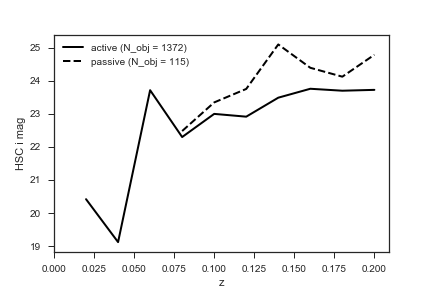 active (N_obj = 1372)
passive (N_obj = 115)
HSC i mag
25
24
23
22
21
20
19
0.000 0.025 0.050 0.075 0.100 0.125 0.150 0.175 0.200
z